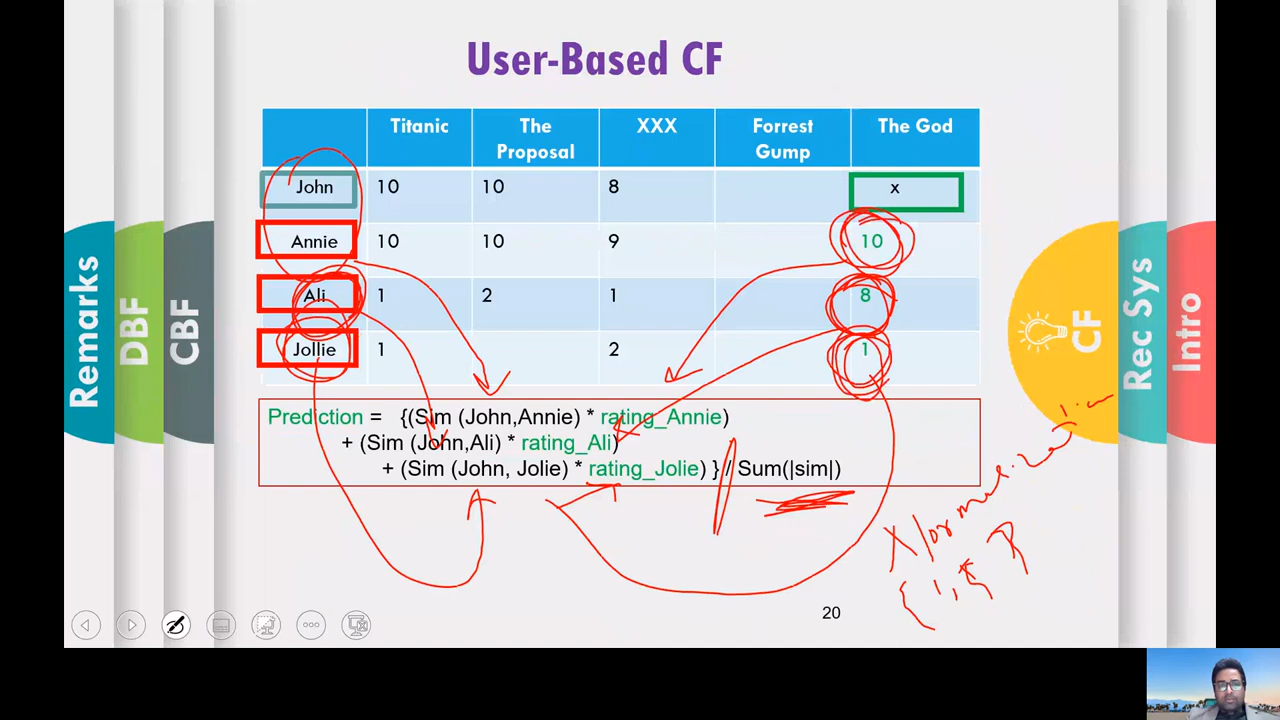 User-Based CF
Titanic The Proposal XXX Forrest Gump The God
John 10 10 8 x
Annie 10 10 9 10
Ali 1 2 1 8
Jollie 1 2 1
Prediction = {(Sim (John,Annie) * rating_Annie)
+ (Sim (John,Ali) * rating_Ali)
+ (Sim (John, Jolie) * rating_Jolie) } / Sum(|sim|)
20
Remarks
DBF
CBF
CF
Rec Sys
Intro